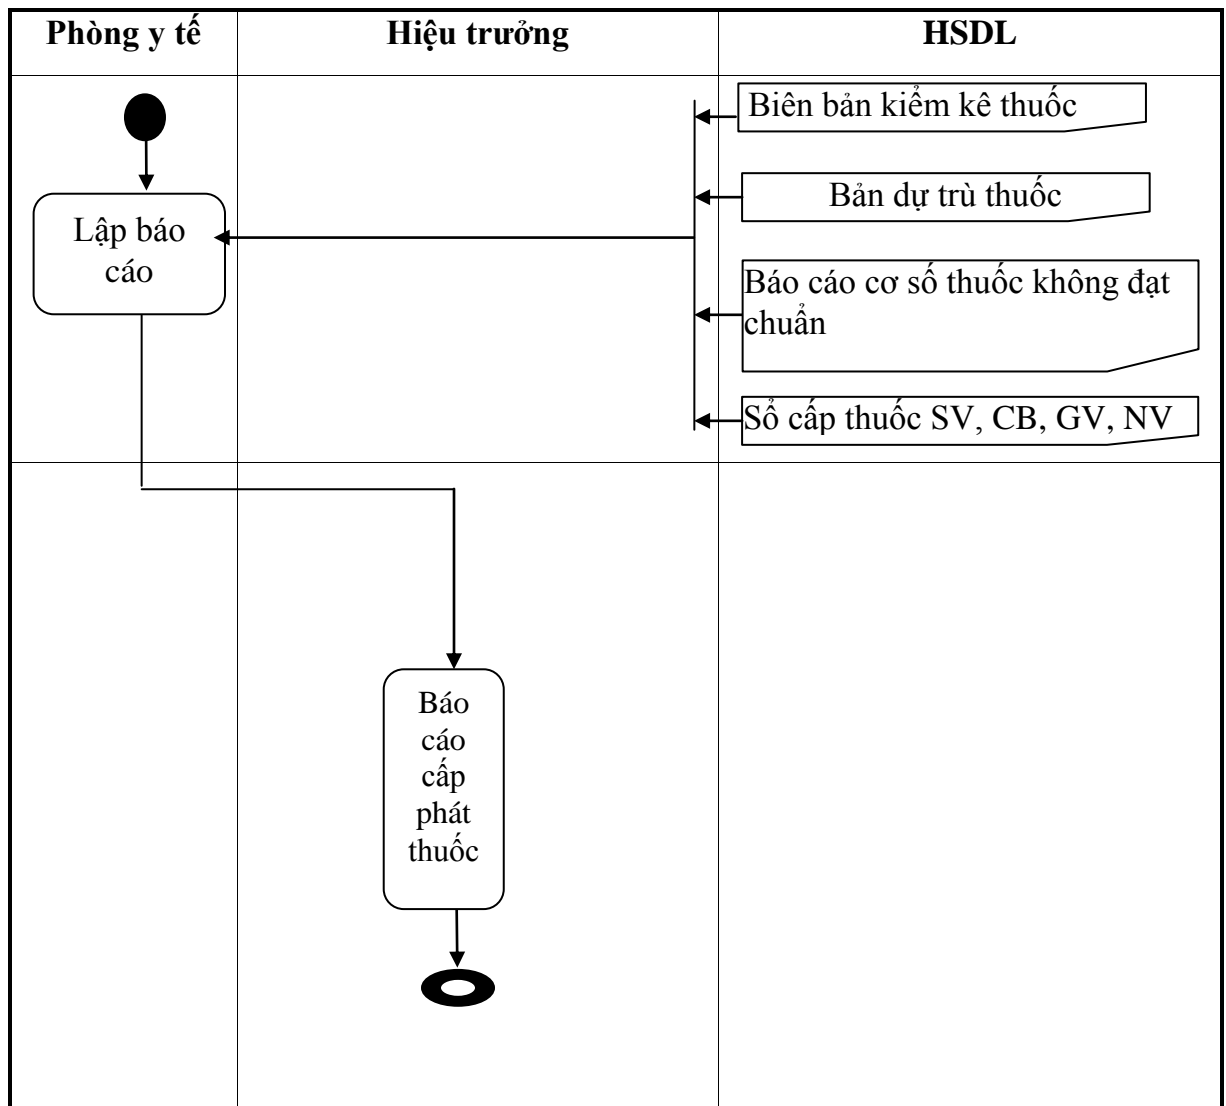 Phòng y tế
Hiệu trưởng
HSDL
Biên bản kiểm kê thuốc
Bản dự trù thuốc
Lập báo
cáo
Báo cáo cơ số thuốc không đạt
chuẩn
Sổ cấp thuốc SV, CB, GV, NV
Báo
cáo
cấp
phát
thuốc